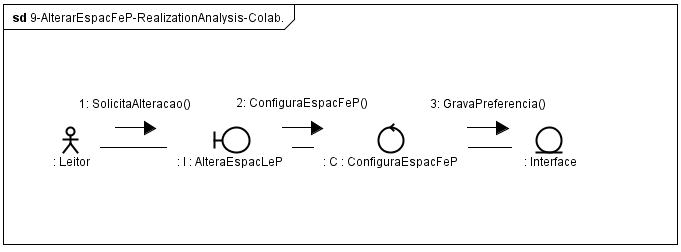 sd 9-AlterarEspacFeP-RealizationAnalysis-Colab.
1: SolicitaAlteracao()
2: ConfiguraEspacFeP()
3: GravaPreferencia()
: Leitor
: I : AlteraEspacLeP
: C : ConfiguraEspacFeP
: Interface